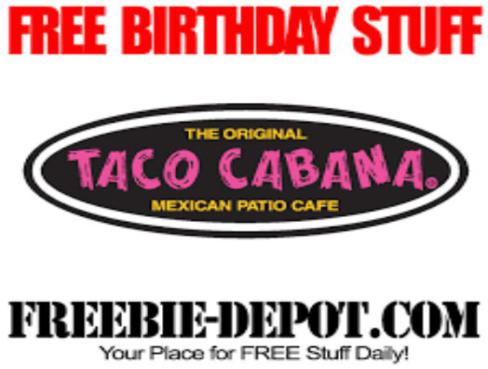 FREE BIRTHDAY STUFF
THE ORIGINAL
TACO CABANA®
MEXICAN PATIO CAFE
FREEBIE-DEPOT.COM
Your Place for FREE Stuff Daily!